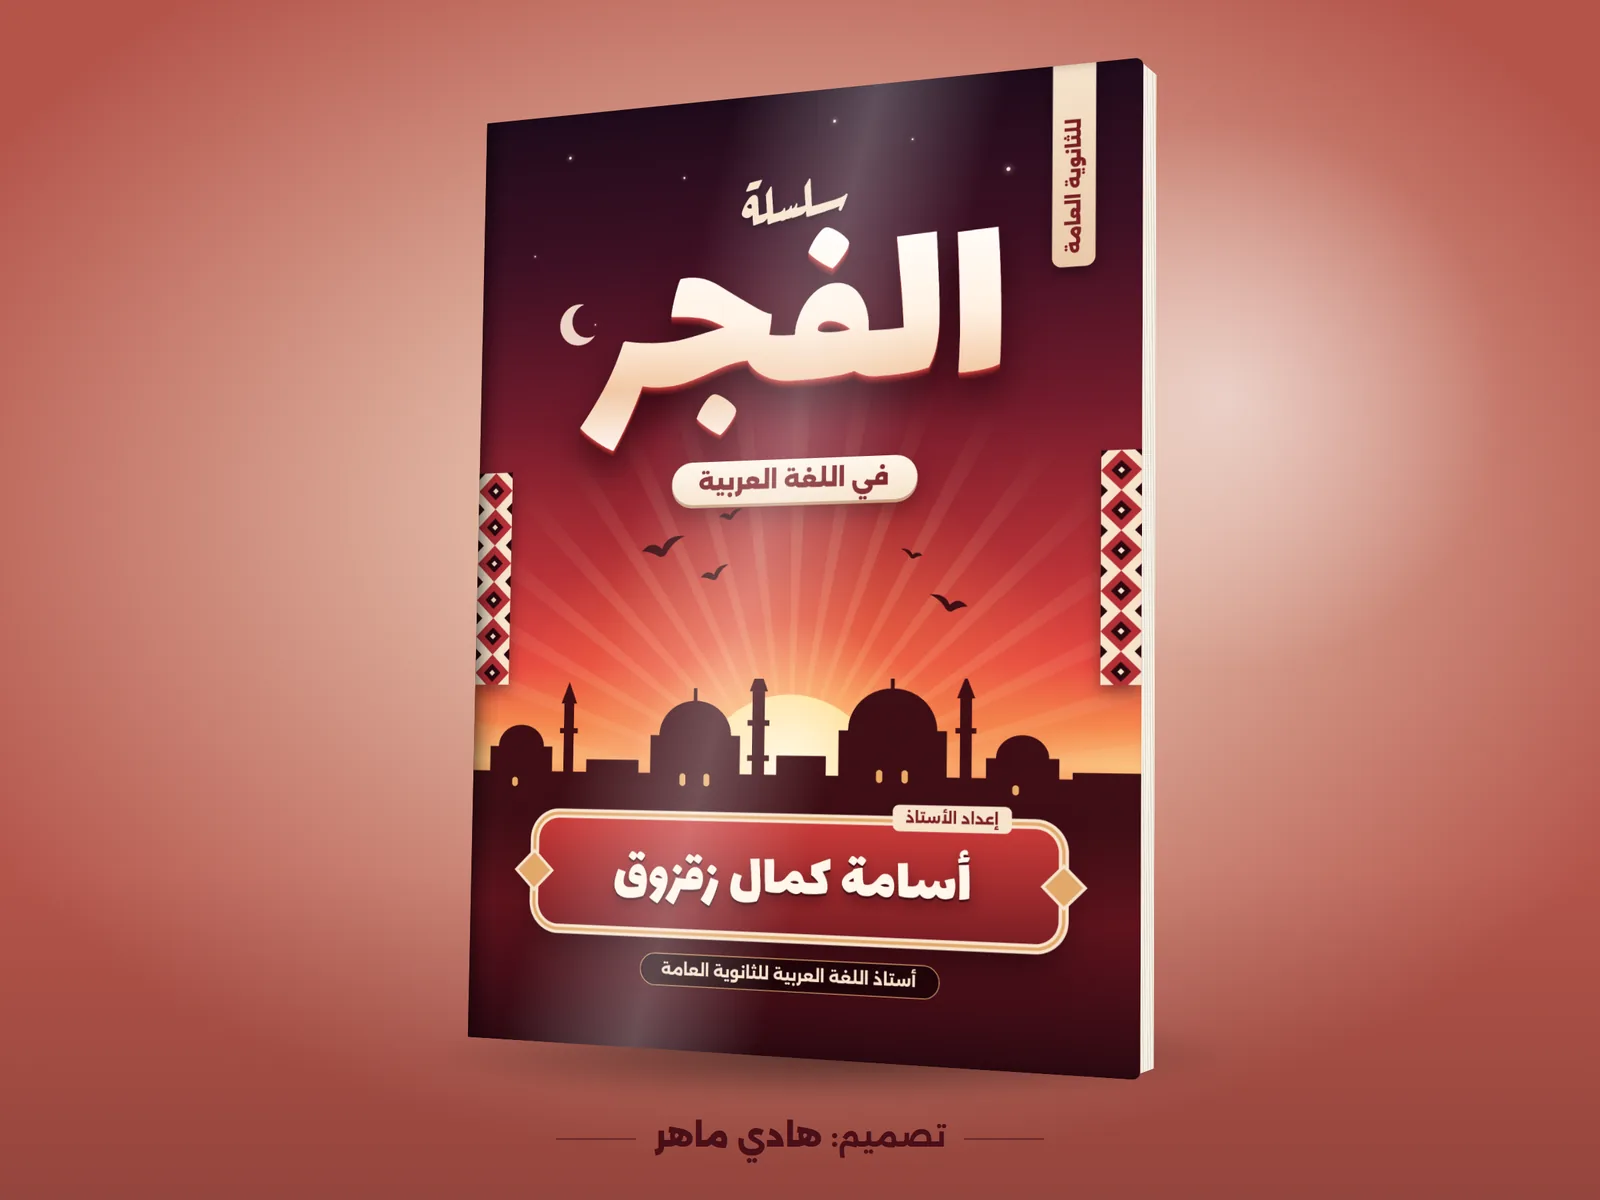 للثانوية العامة
سلسلة
الفجر
في اللغة العربية
إعداد الأستاذ
أسامة كمال زقزوق
أستاذ اللغة العربية للثانوية العامة
تصميم: هادي ماهر